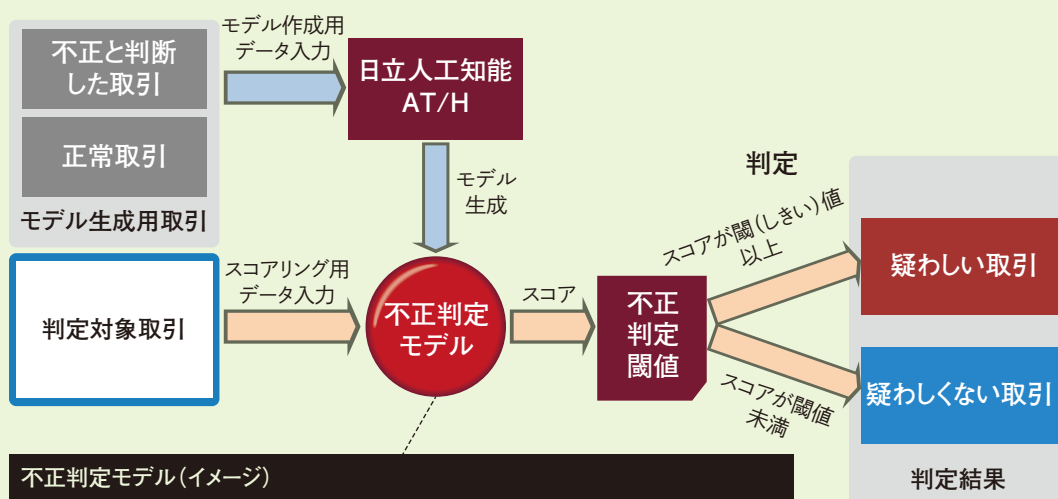 不正と判断
した取引
正常取引
モデル生成用取引
モデル作成用
データ入力
日立人工知能
AT/H
モデル
生成
判定対象取引
スコアリング用
データ入力
不正判定
モデル
スコア
不正
判定
閾値
判定
スコアが閾(しきい)値
以上
スコアが閾値
未満
疑わしい取引
疑わしくない取引
判定結果
不正判定モデル(イメージ)